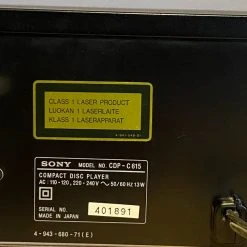 CLASS 1 LASER PRODUCT
LUOKAN 1 LASERLAITE
KLASS 1 LASERAPPARAT
SONY MODEL NO. CDP-C615
COMPACT DISC PLAYER
AC: 110-120, 220-240V ~ 50/60 Hz 13W
SERIAL NO. 401891
MADE IN JAPAN
4-943-680-71(E)